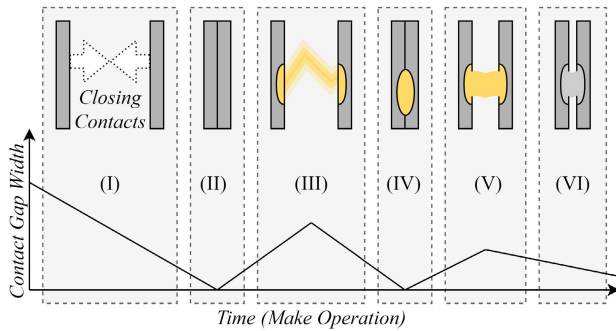 Closing
Contacts
(I)
(II)
(III)
(IV)
(V)
(VI)
Contact Gap Width
Time (Make Operation)